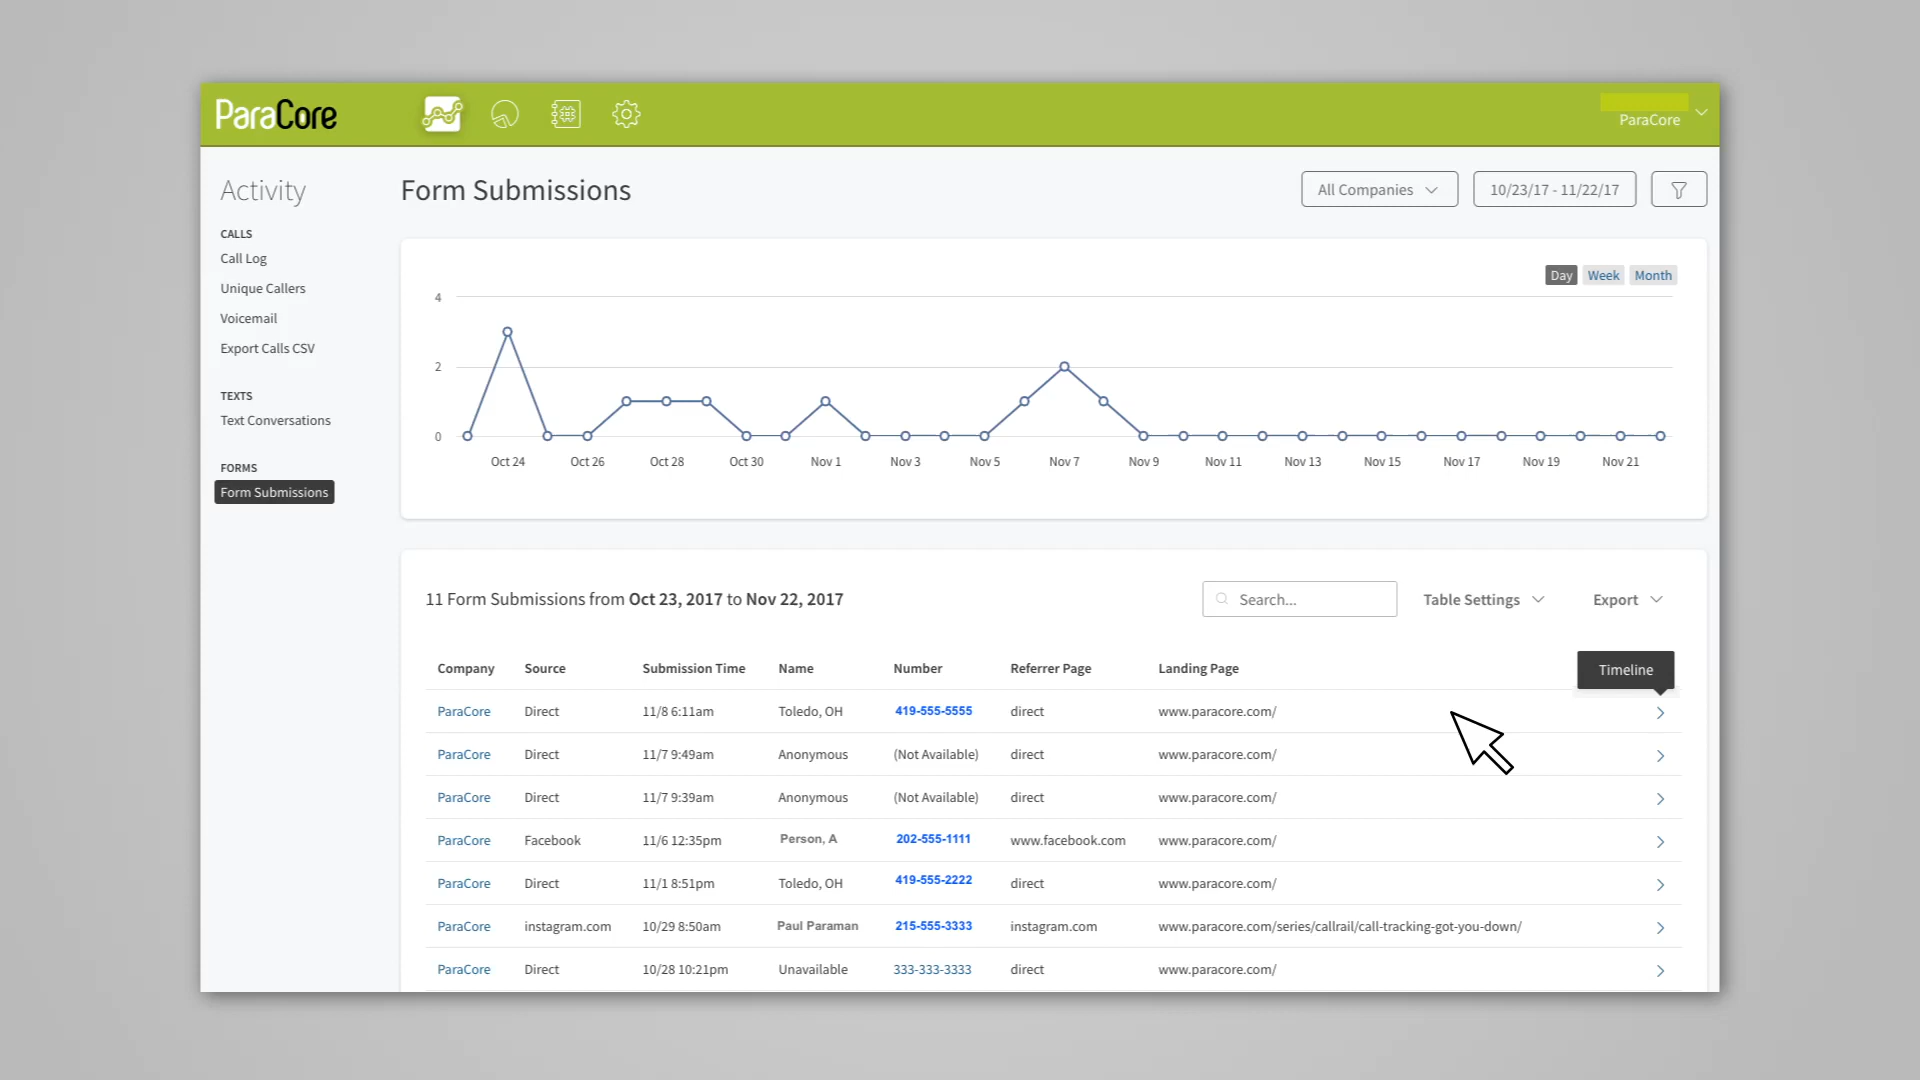 ParaCore
ParaCore
Activity
CALLS
Call Log
Unique Callers
Voicemail
Export Calls CSV
TEXTS
Text Conversations
FORMS
Form Submissions
Form Submissions
All Companies
10/23/17 - 11/22/17
Day Week Month
4
2
0
Oct 24 Oct 26 Oct 28 Oct 30 Nov 1 Nov 3 Nov 5 Nov 7 Nov 9 Nov 11 Nov 13 Nov 15 Nov 17 Nov 19 Nov 21
11 Form Submissions from Oct 23, 2017 to Nov 22, 2017
Search...
Table Settings
Export
Company Source Submission Time Name Number Referrer Page Landing Page
Timeline
ParaCore Direct 11/8 6:11am Toledo, OH 419-555-5555 direct www.paracore.com/
ParaCore Direct 11/7 9:49am Anonymous (Not Available) direct www.paracore.com/
ParaCore Direct 11/7 9:39am Anonymous (Not Available) direct www.paracore.com/
ParaCore Facebook 11/6 12:35pm Person, A 202-555-1111 www.facebook.com www.paracore.com/
ParaCore Direct 11/1 8:51pm Toledo, OH 419-555-2222 direct www.paracore.com/
ParaCore instagram.com 10/29 8:50am Paul Paraman 215-555-3333 instagram.com www.paracore.com/series/callrail/call-tracking-got-you-down/
ParaCore Direct 10/28 10:21pm Unavailable 333-333-3333 direct www.paracore.com/